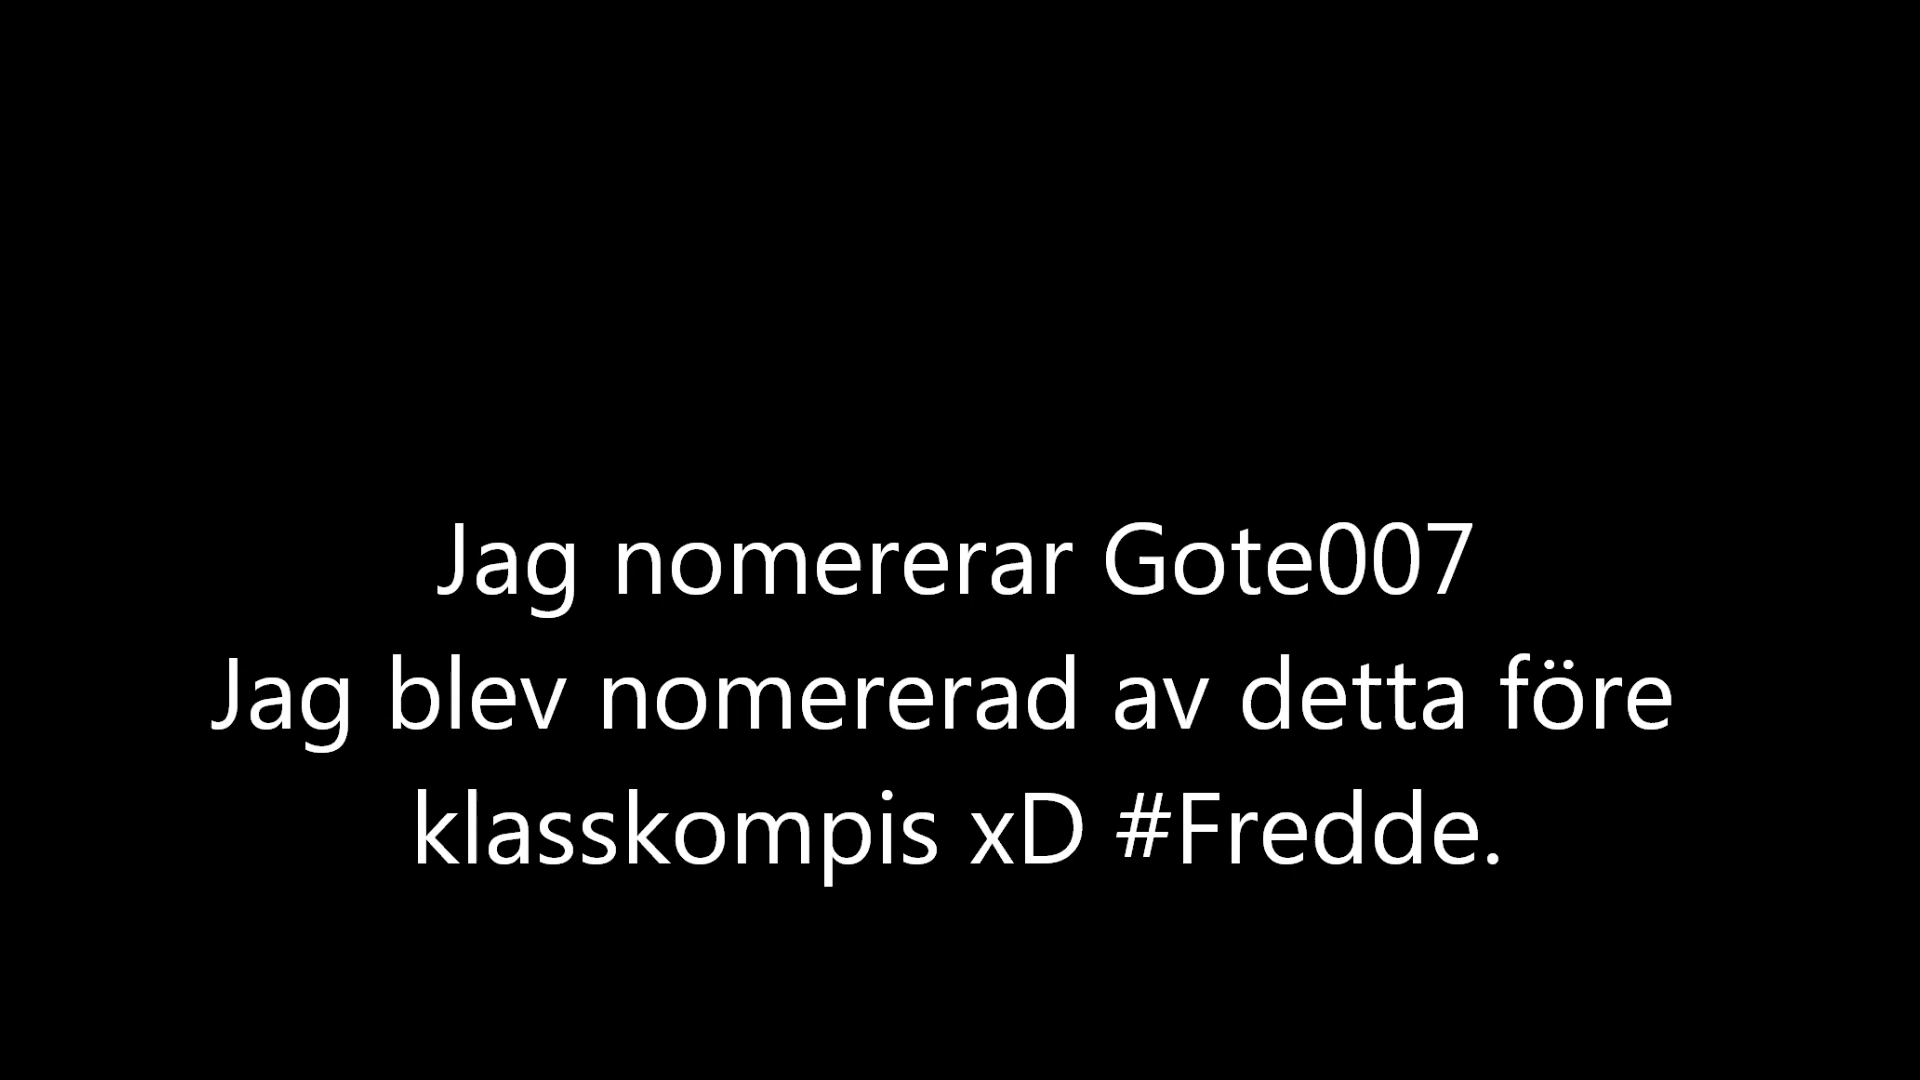 Jag nomererar Gote007
Jag blev nomererad av detta före
klasskompis xD #Fredde.